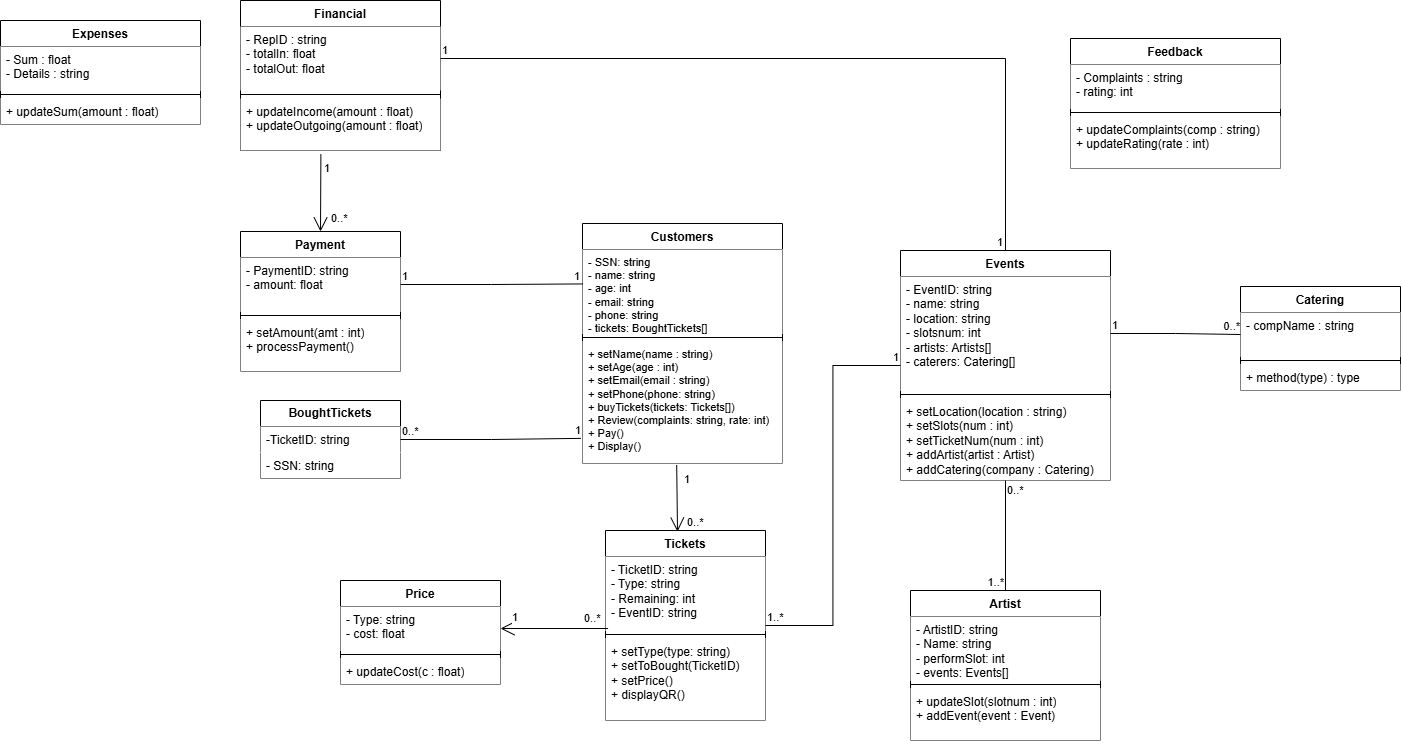 Expenses
- Sum : float
- Details : string
+ updateSum(amount : float)
Financial
- RepID : string
- totalIn: float
- totalOut: float
+ updateIncome(amount : float)
+ updateOutgoing(amount : float)
1
1
1
0..*
Feedback
- Complaints : string
- rating: int
+ updateComplaints(comp : string)
+ updateRating(rate : int)
Payment
- PaymentID: string
- amount: float
+ setAmount(amt : int)
+ processPayment()
1
1
Customers
- SSN: string
- name: string
- age: int
- email: string
- phone: string
- tickets: BoughtTickets[]
+ setName(name : string)
+ setAge(age : int)
+ setEmail(email : string)
+ setPhone(phone: string)
+ buyTickets(tickets: Tickets[])
+ Review(complaints: string, rate: int)
+ Pay()
+ Display()
Events
- EventID: string
- name: string
- location: string
- slotsnum: int
- artists: Artists[]
- caterers: Catering[]
+ setLocation(location : string)
+ setSlots(num : int)
+ setTicketNum(num : int)
+ addArtist(artist : Artist)
+ addCatering(company : Catering)
1
0..*
Catering
- compName : string
+ method(type) : type
BoughtTickets
-TicketID: string
- SSN: string
0..*
1
1
0..*
1
1..*
0..*
1..*
Tickets
- TicketID: string
- Type: string
- Remaining: int
- EventID: string
+ setType(type: string)
+ setToBought(TicketID)
+ setPrice()
+ displayQR()
Price
- Type: string
- cost: float
+ updateCost(c : float)
1
0..*
Artist
- ArtistID: string
- Name: string
- performSlot: int
- events: Events[]
+ updateSlot(slotnum : int)
+ addEvent(event : Event)